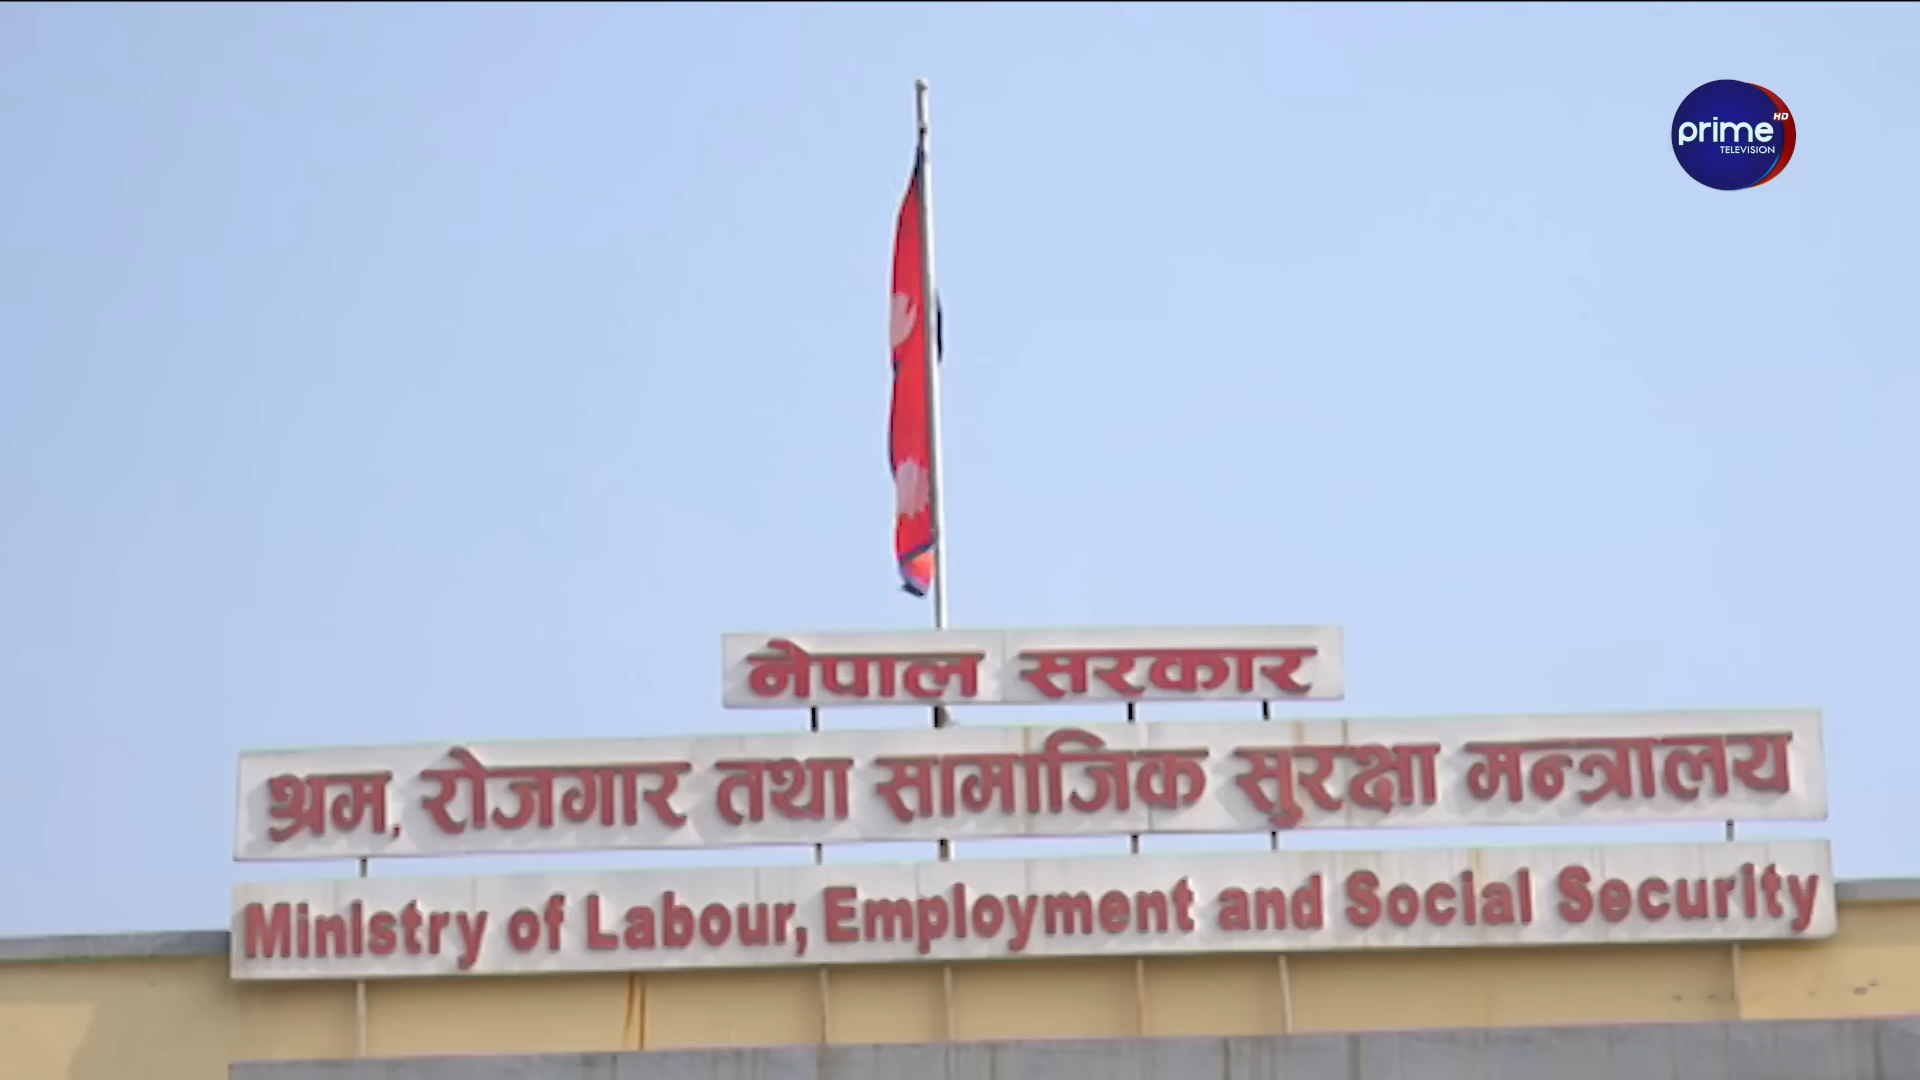 prime HD
TELEVISION
नेपाल सरकार
श्रम, रोजगार तथा सामाजिक सुरक्षा मन्त्रालय
Ministry of Labour, Employment and Social Security